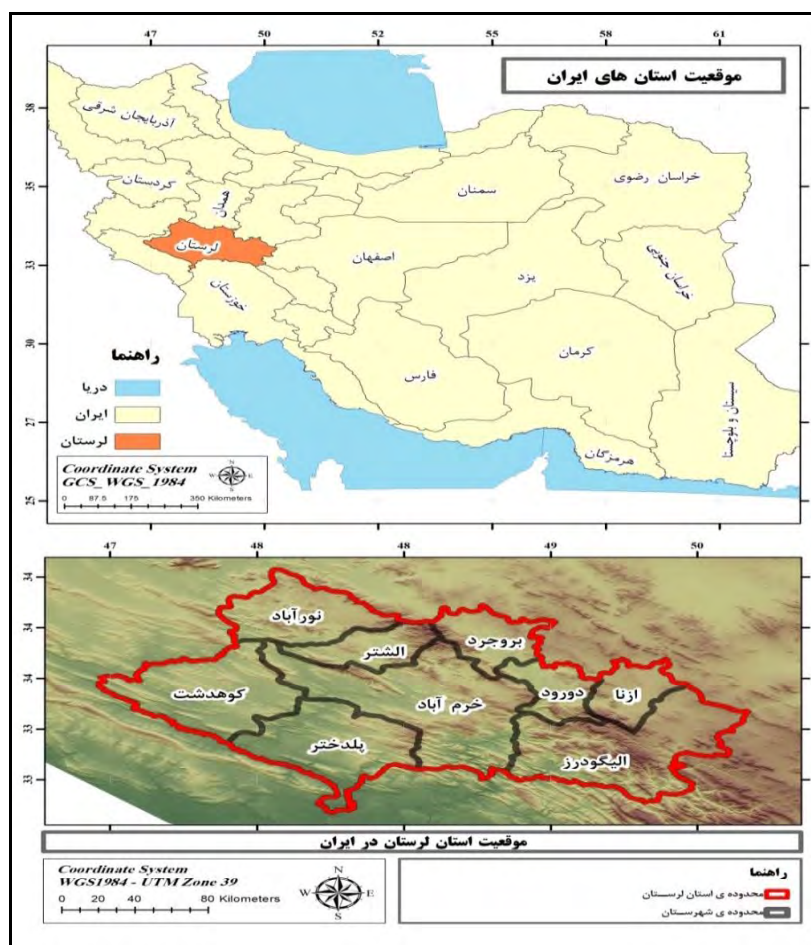 47 50 52 55 58 61
موقعیت استان های ایران
38
35
33
30
27
25
آذربایجان شرقی
کردستان
همدان
لرستان
خوزستان
سمنان
اصفهان
یزد
فارس
کرمان
خراسان رضوی
خراسان جنوبی
سیستان و بلوچستا
هرمزگان
راهنما
دریا
ایران
لرستان
Coordinate System
GCS_WGS_1984
N
W E
S
0 87.5 175 350 Kilometers
47 48 48 49 50
34
34
34
33
33
نورآباد
الشتر
بروجرد
کوهدشت
خرم آباد
دورود
ازنا
پلدختر
الیگودرز
موقعیت استان لرستان در ایران
Coordinate System
WGS1984 - UTM Zone 39
0 20 40 80 Kilometers
N
W E
S
راهنما
محدوده ی استان لرستان
محدوده ی شهرستان